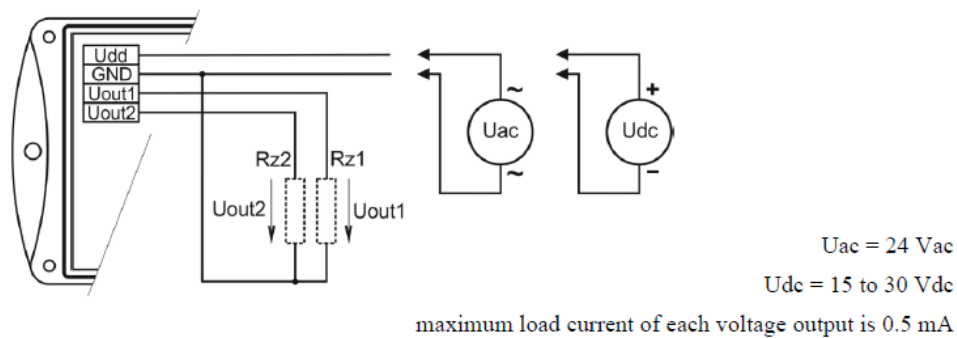 Udd
GND
Uout1
Uout2
Rz2 Rz1
Uout2 Uout1
~ +
Uac Udc
~ −
Uac = 24 Vac
Udc = 15 to 30 Vdc
maximum load current of each voltage output is 0.5 mA